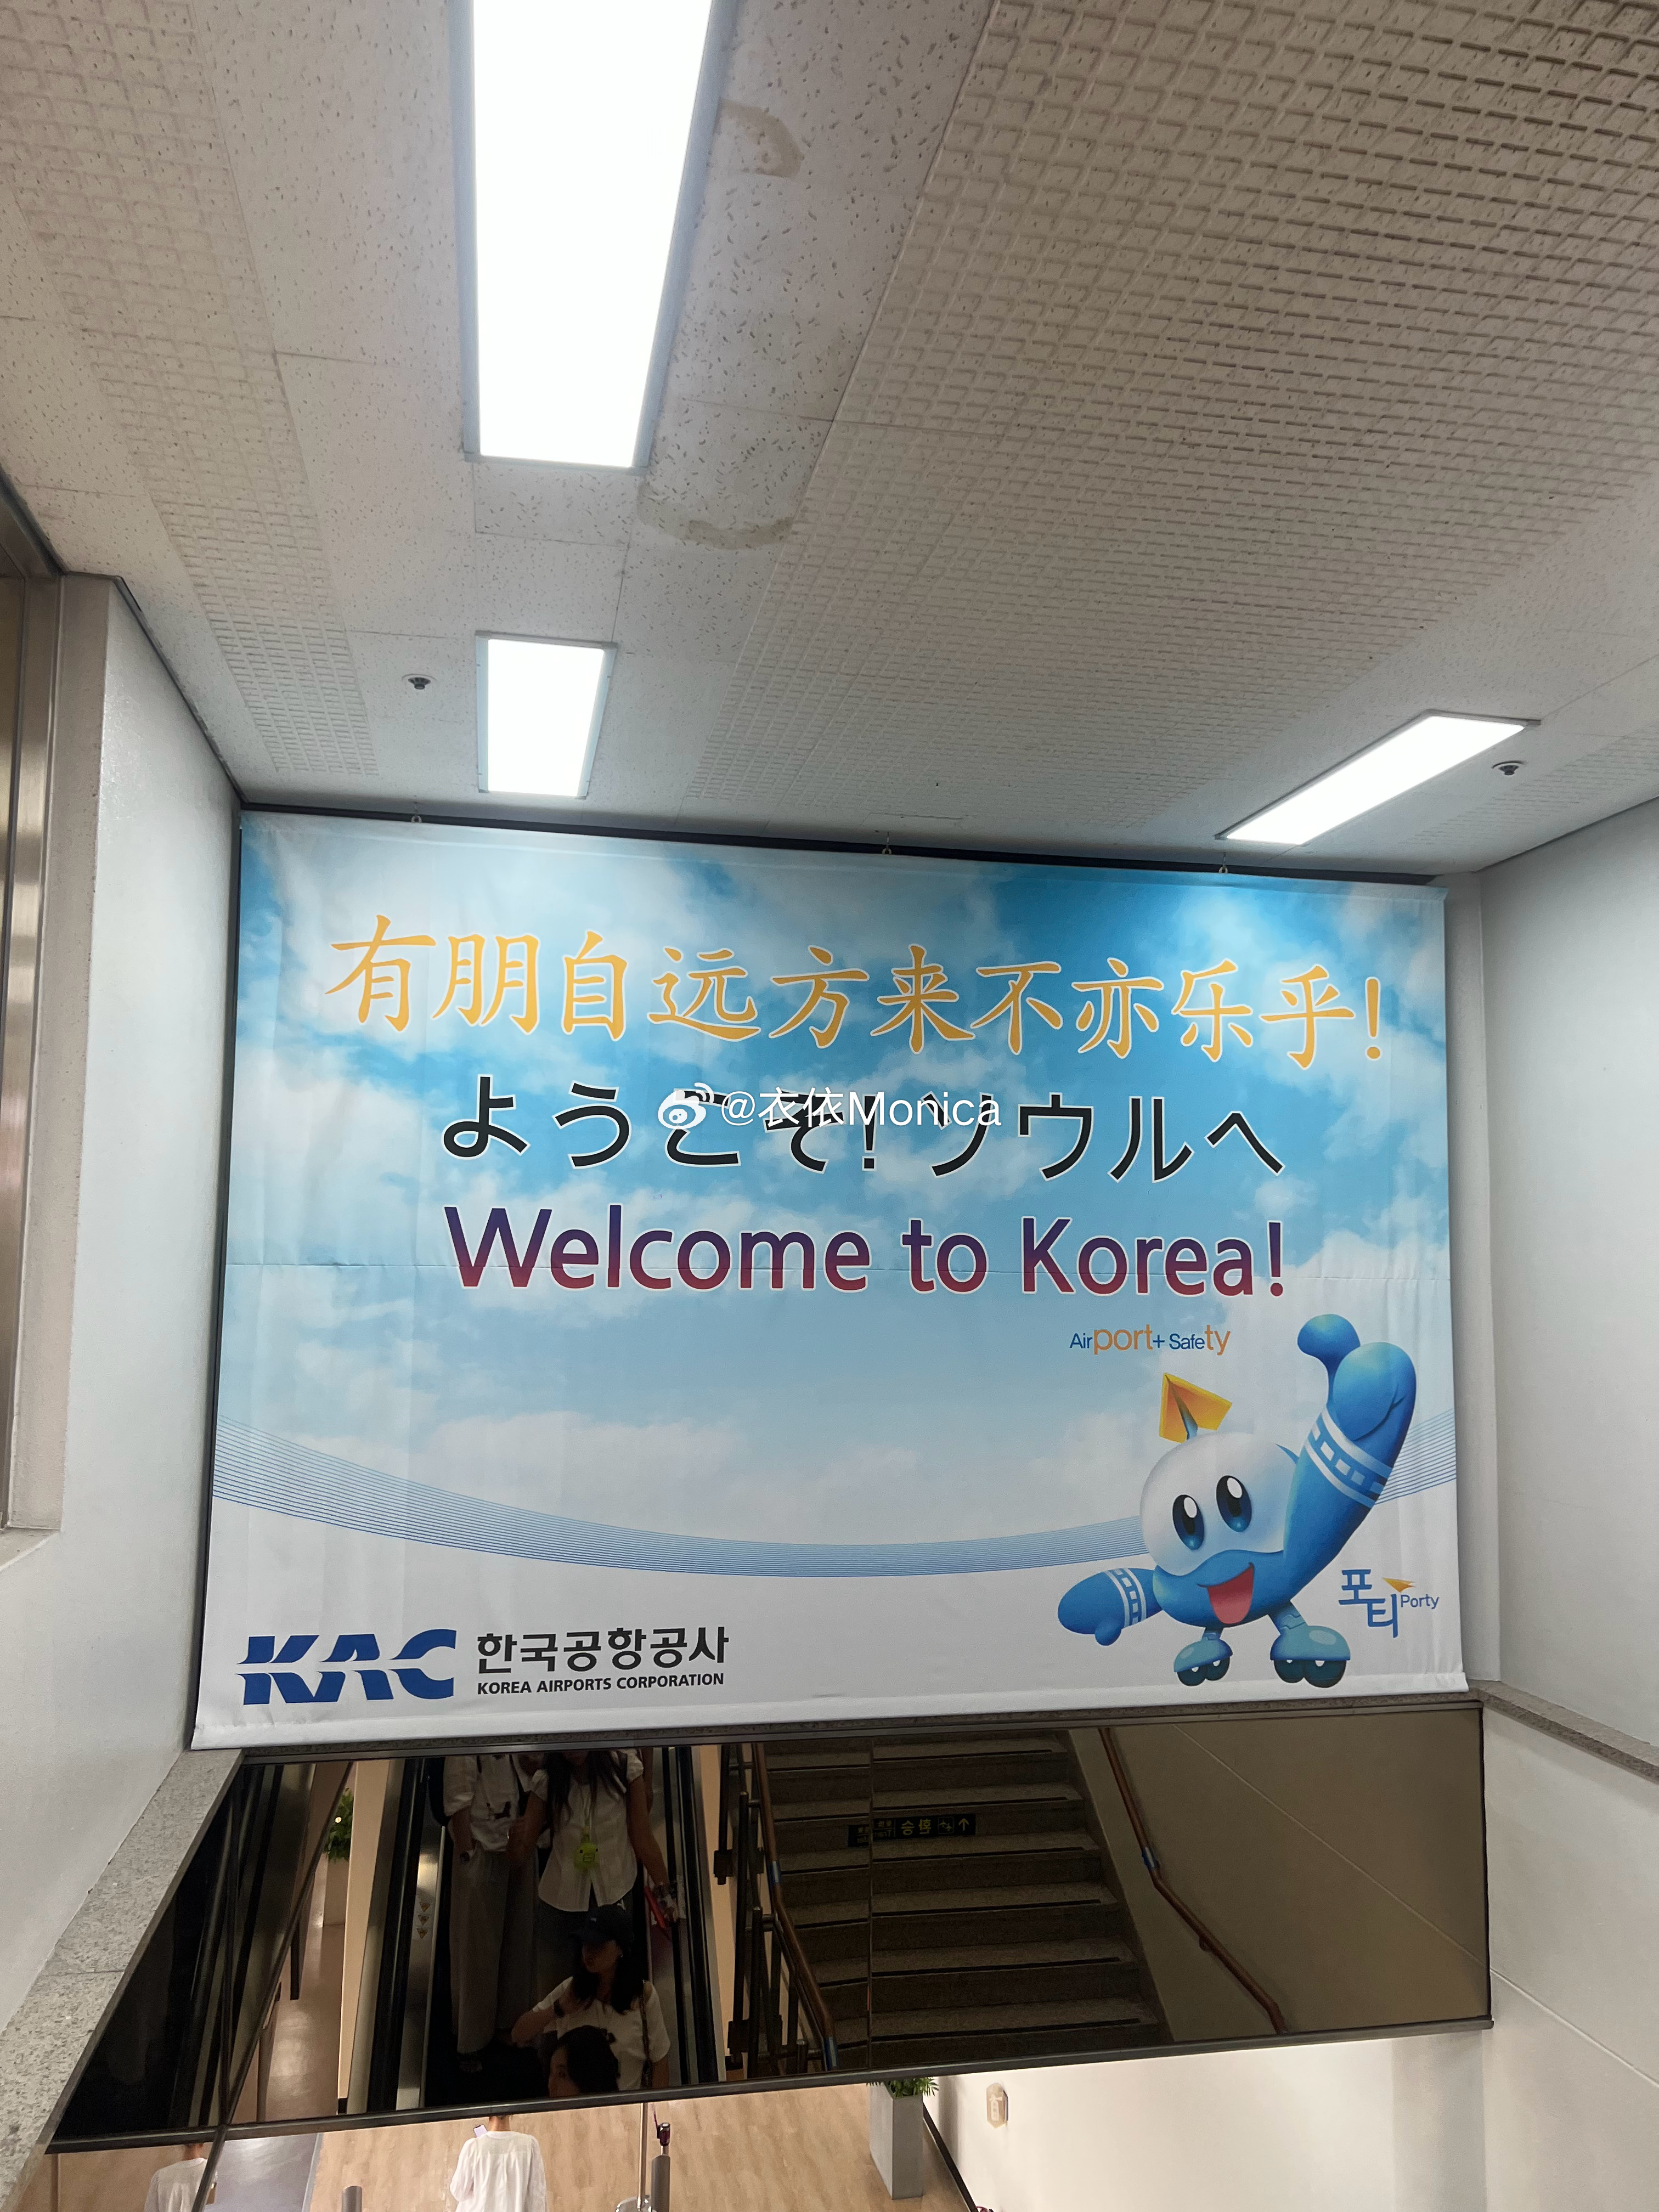 有朋自远方来不亦乐乎!
ようこそ! ソウルへ
@衣依Monica
Welcome to Korea!
Airport+ Safety
포티 Porty
KAC 한국공항공사
KOREA AIRPORTS CORPORATION